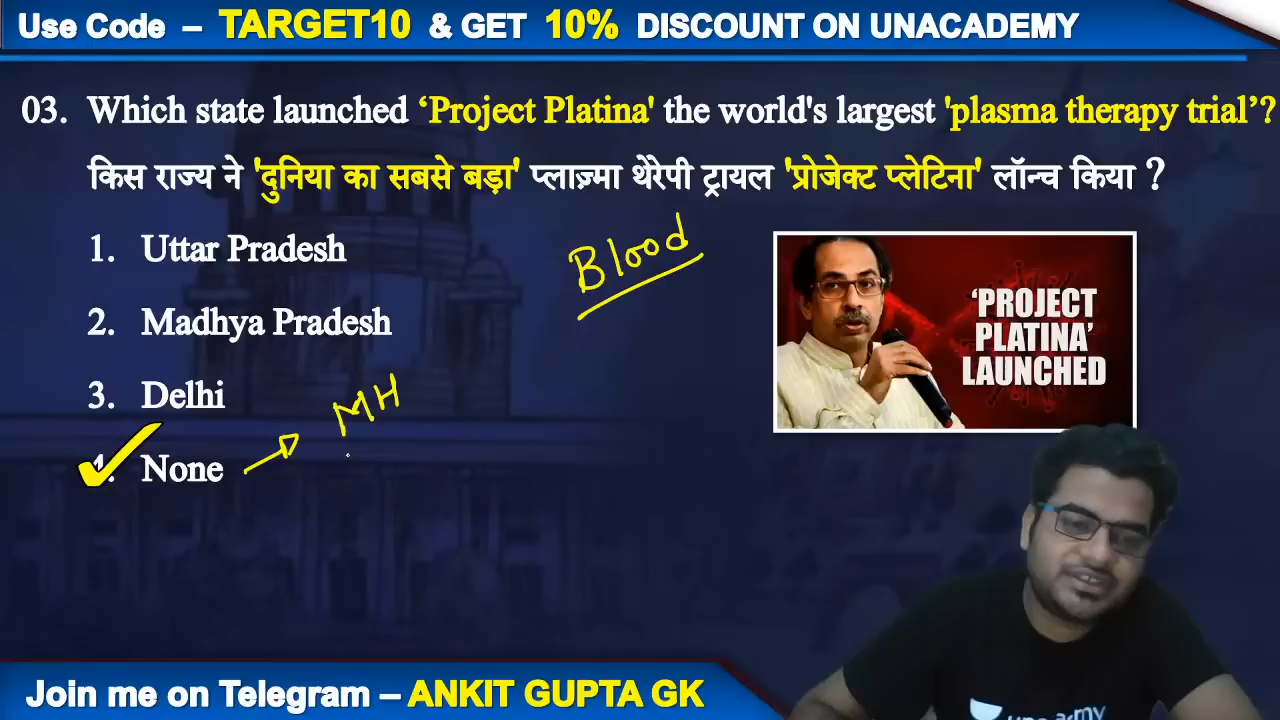 Use Code – TARGET10 & GET 10% DISCOUNT ON UNACADEMY
03. Which state launched ‘Project Platina' the world's largest 'plasma therapy trial’?
किस राज्य ने 'दुनिया का सबसे बड़ा' प्लाज़्मा थेरेपी ट्रायल 'प्रोजेक्ट प्लेटिना' लॉन्च किया ?
1. Uttar Pradesh
Blood
‘PROJECT
PLATINA’
LAUNCHED
2. Madhya Pradesh
3. Delhi
MH
4. None
Join me on Telegram – ANKIT GUPTA GK